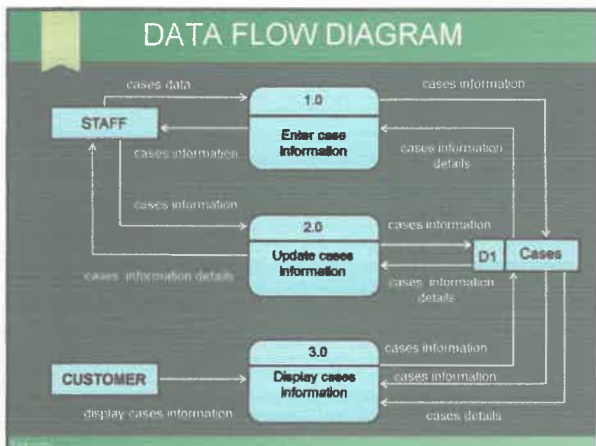 DATA FLOW DIAGRAM
cases data
cases information
1.0
STAFF
Enter case
information
cases information
cases information
details
cases information
2.0
cases information
Update cases
information
D1
Cases
cases information details
cases information
details
3.0
cases information
CUSTOMER
Display cases
information
cases information
display cases information
cases details